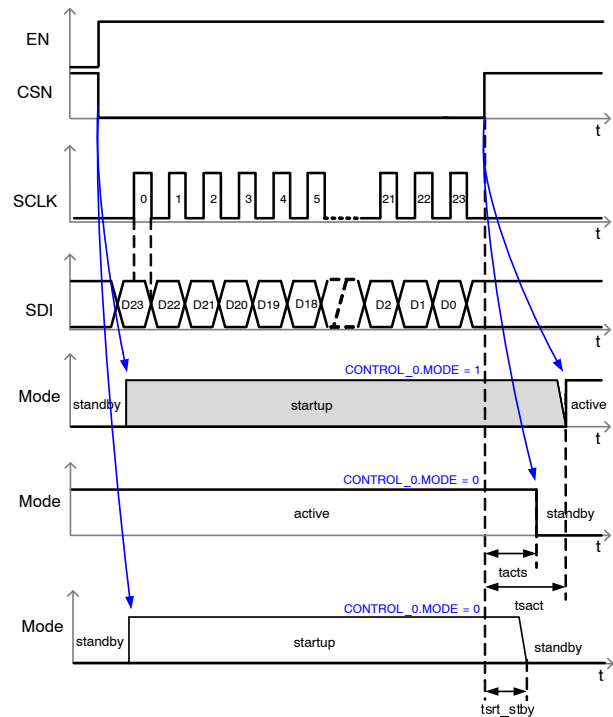 EN
CSN
t
SCLK
0 1 2 3 4 5 21 22 23
t
SDI
D23 D22 D21 D20 D19 D18 D2 D1 D0
t
CONTROL_0.MODE = 1
Mode
standby startup active
t
CONTROL_0.MODE = 0
Mode
active standby
t
tacts
tsact
CONTROL_0.MODE = 0
Mode
standby startup standby
t
tsrt_stby